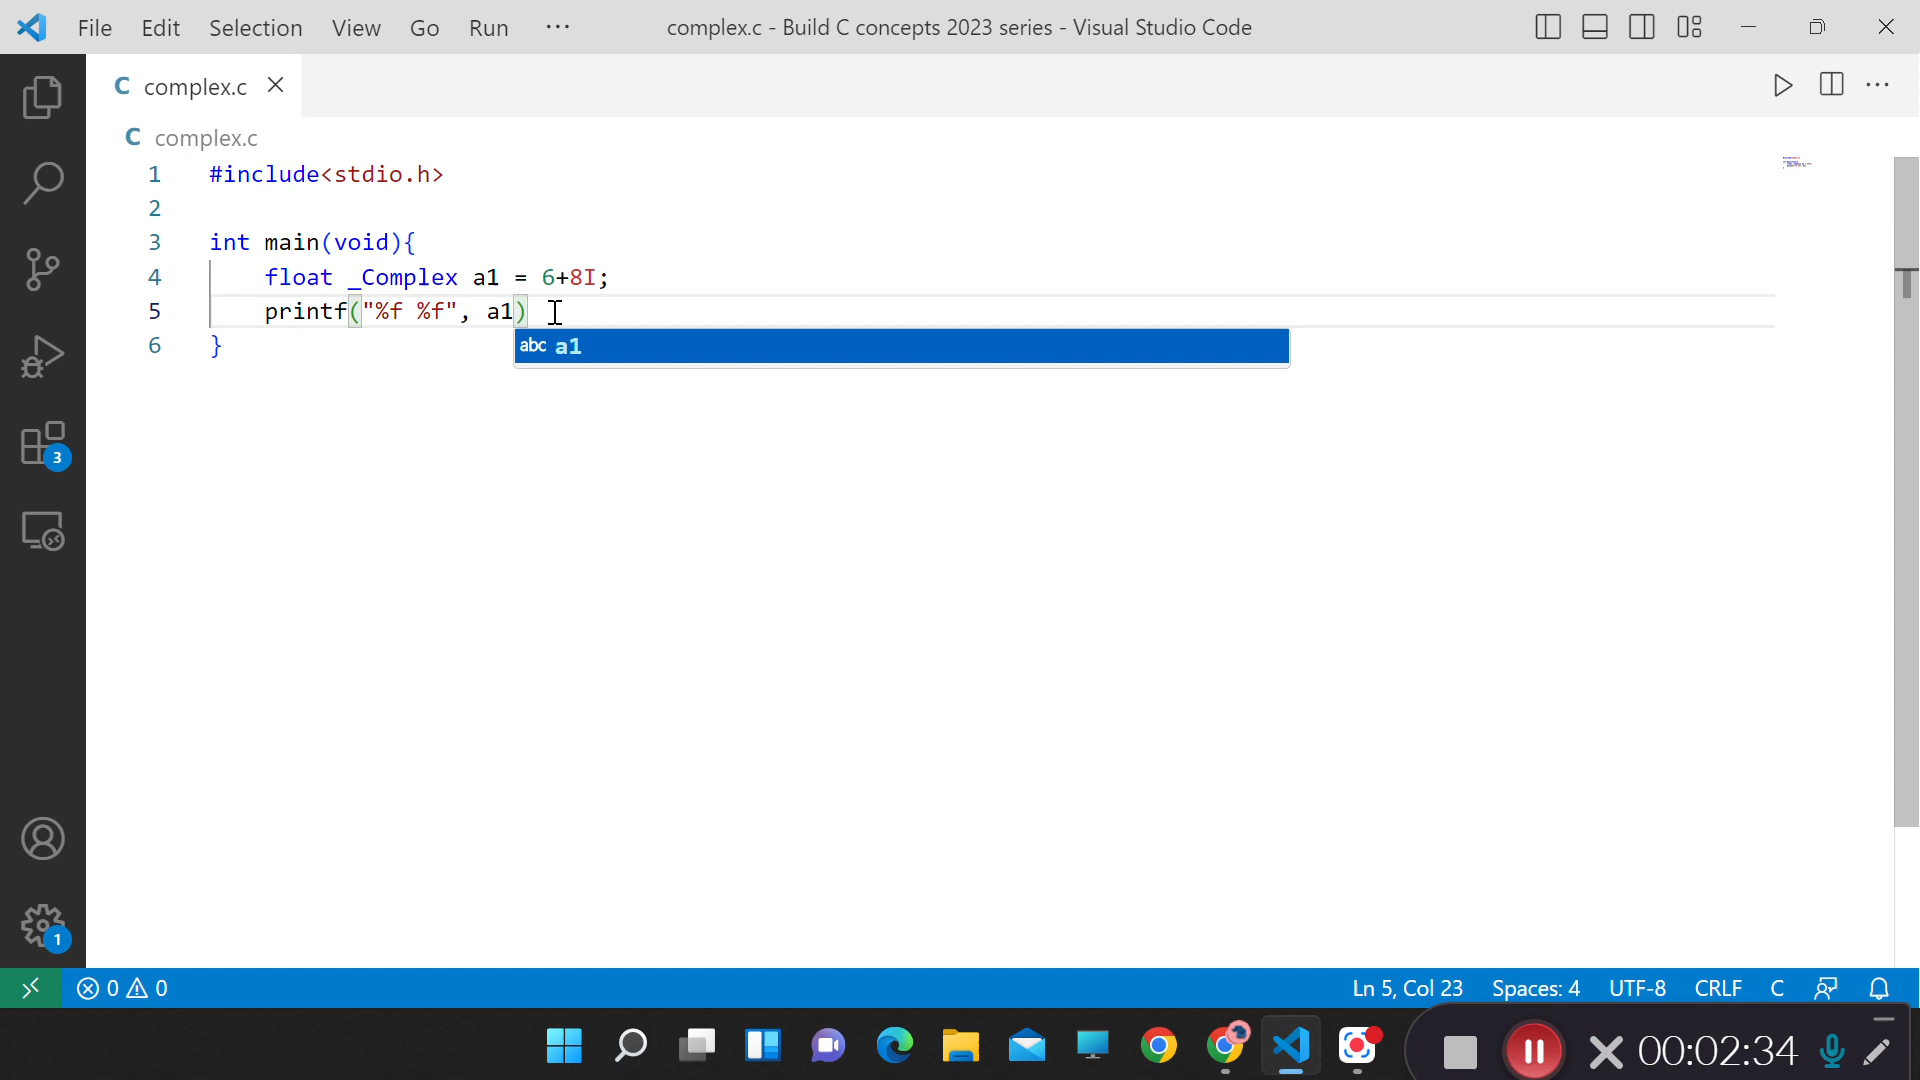 File Edit Selection View Go Run ··· complex.c - Build C concepts 2023 series - Visual Studio Code
C complex.c
C complex.c
1 #include<stdio.h>
2
3 int main(void){
4 float _Complex a1 = 6+8I;
5 printf("%f %f", a1)
6 }
abc a1
3
1
0 0 Ln 5, Col 23 Spaces: 4 UTF-8 CRLF C
00:02:34